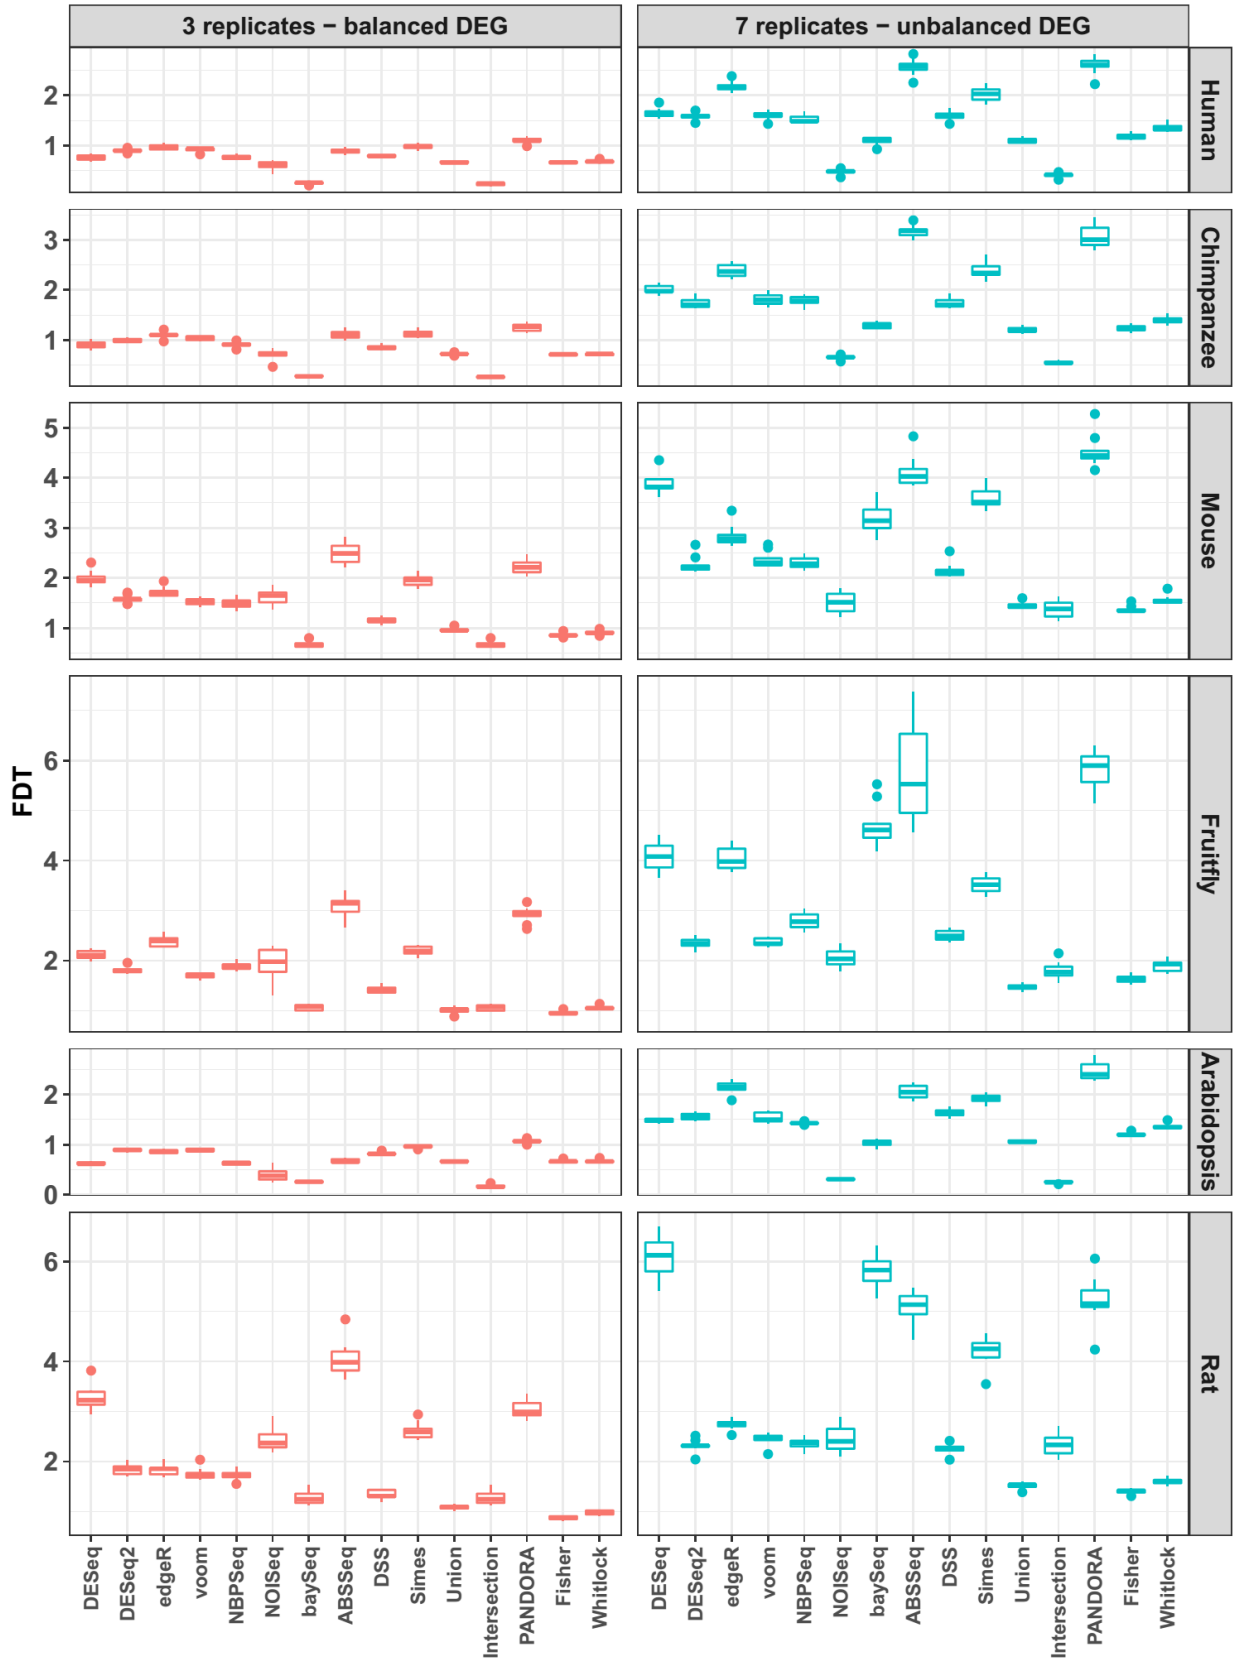 3 replicates − balanced DEG
7 replicates − unbalanced DEG
FDT
2
1
Human
3
2
1
Chimpanzee
5
4
3
2
1
Mouse
6
4
2
Fruitfly
2
1
0
Arabidopsis
6
4
2
Rat
DESeq
DESeq2
edgeR
voom
NBPSeq
NOISeq
baySeq
ABSSeq
DSS
Simes
Union
Intersection
PANDORA
Fisher
Whitlock
DESeq
DESeq2
edgeR
voom
NBPSeq
NOISeq
baySeq
ABSSeq
DSS
Simes
Union
Intersection
PANDORA
Fisher
Whitlock